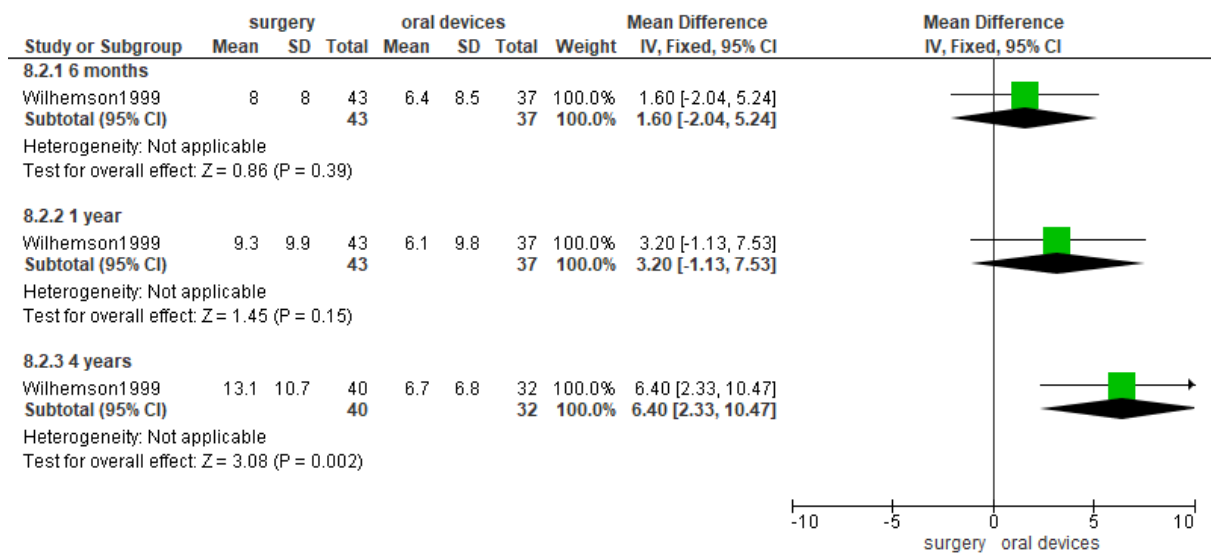 surgery oral devices Mean Difference Mean Difference
Study or Subgroup Mean SD Total Mean SD Total Weight IV, Fixed, 95% CI IV, Fixed, 95% CI
8.2.1 6 months
Wilhemson1999 8 8 43 6.4 8.5 37 100.0% 1.60 [-2.04, 5.24]
Subtotal (95% CI) 43 37 100.0% 1.60 [-2.04, 5.24]
Heterogeneity: Not applicable
Test for overall effect: Z = 0.86 (P = 0.39)
8.2.2 1 year
Wilhemson1999 9.3 9.9 43 6.1 9.8 37 100.0% 3.20 [-1.13, 7.53]
Subtotal (95% CI) 43 37 100.0% 3.20 [-1.13, 7.53]
Heterogeneity: Not applicable
Test for overall effect: Z = 1.45 (P = 0.15)
8.2.3 4 years
Wilhemson1999 13.1 10.7 40 6.7 6.8 32 100.0% 6.40 [2.33, 10.47]
Subtotal (95% CI) 40 32 100.0% 6.40 [2.33, 10.47]
Heterogeneity: Not applicable
Test for overall effect: Z = 3.08 (P = 0.002)
-10 -5 0 5 10
surgery oral devices